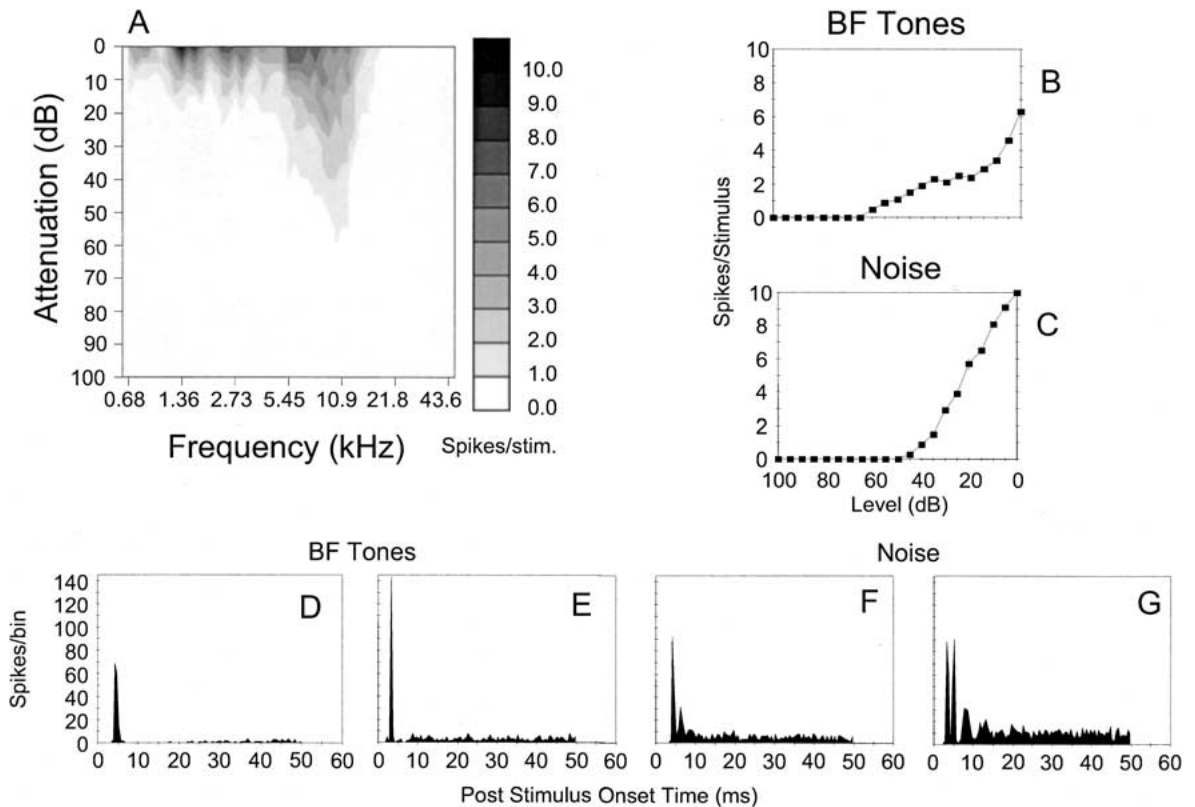 A
0
10
20
30
40
50
60
70
80
90
100
Attenuation (dB)
0.68 1.36 2.73 5.45 10.9 21.8 43.6
Frequency (kHz)
10.0
9.0
8.0
7.0
6.0
5.0
4.0
3.0
2.0
1.0
0.0
Spikes/stim.
BF Tones
B
10
8
6
4
2
0
Spikes/Stimulus
Noise
C
10
8
6
4
2
0
100 80 60 40 20 0
Level (dB)
BF Tones
Noise
D
E
F
G
Spikes/bin
140
120
100
80
60
40
20
0
0 10 20 30 40 50 60
0 10 20 30 40 50 60
0 10 20 30 40 50 60
0 10 20 30 40 50 60
Post Stimulus Onset Time (ms)